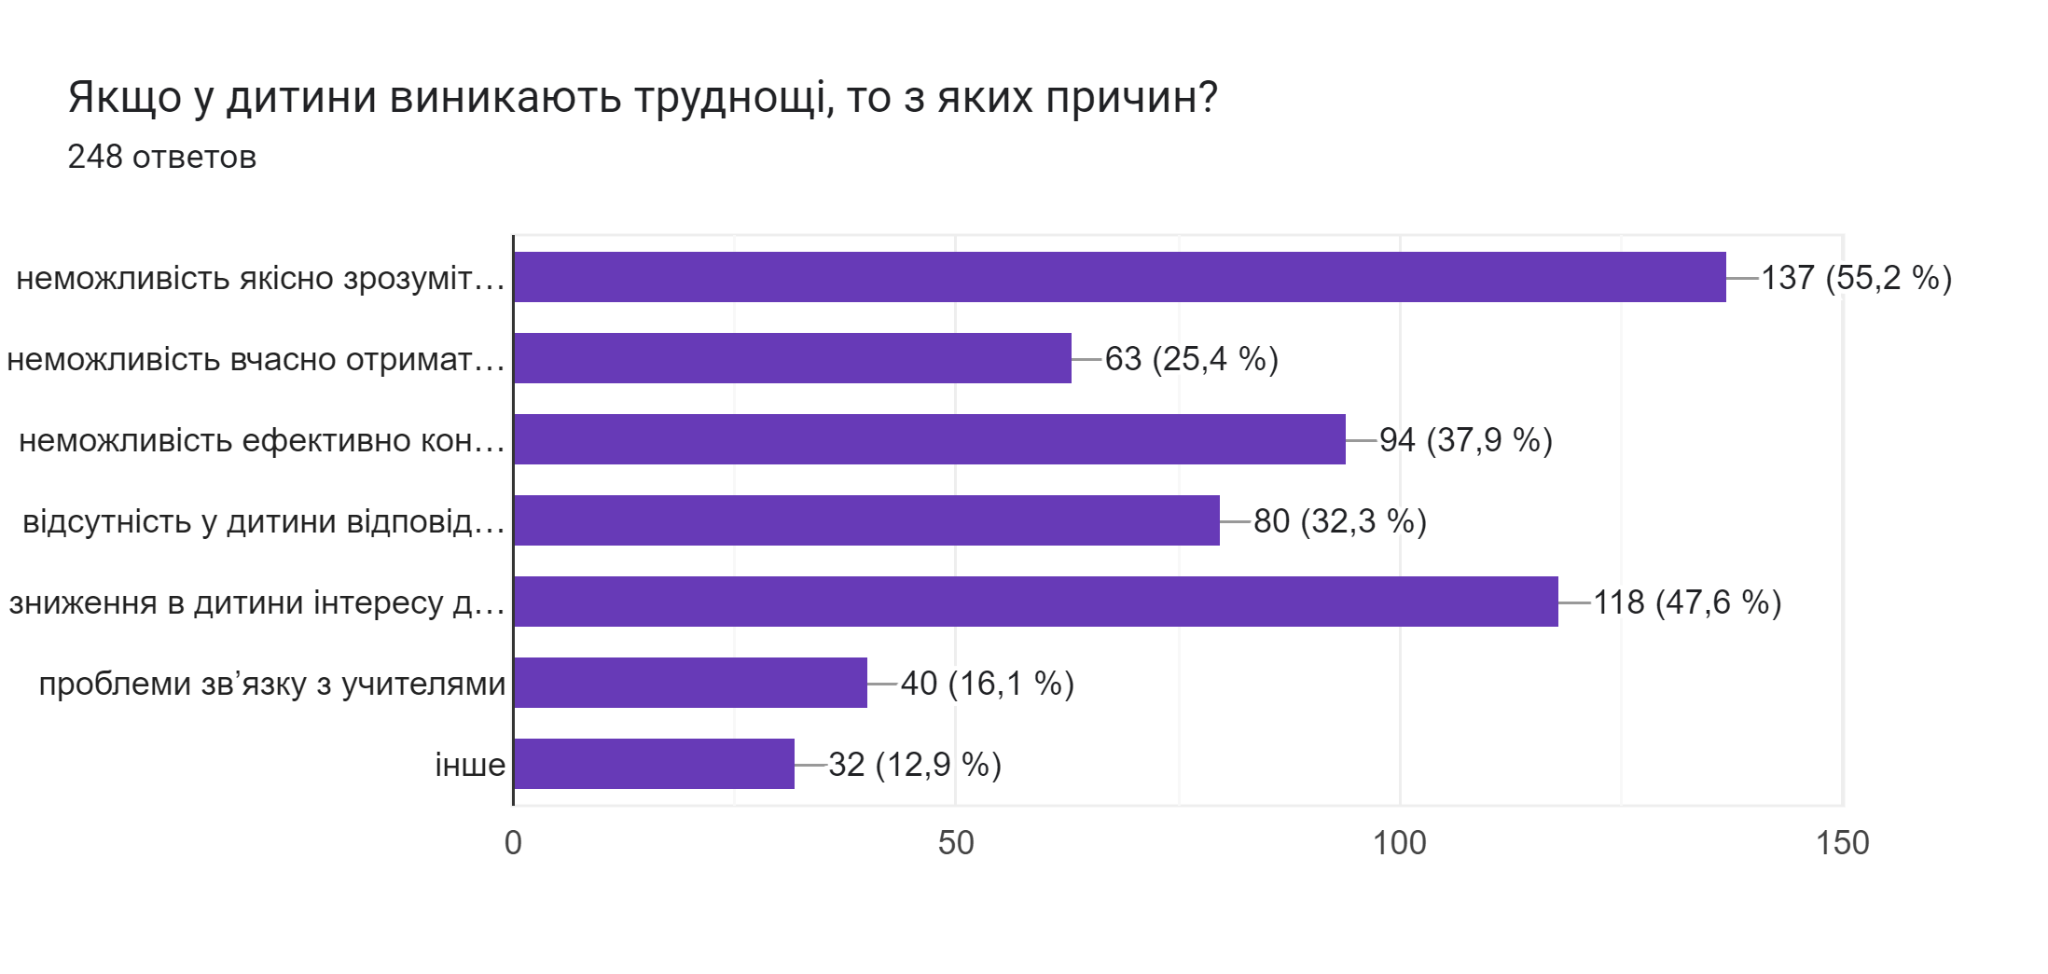 Якщо у дитини виникають труднощі, то з яких причин?
248 ответов
неможливість якісно зрозуміт… 137 (55,2 %)
неможливість вчасно отримат… 63 (25,4 %)
неможливість ефективно кон… 94 (37,9 %)
відсутність у дитини відповід… 80 (32,3 %)
зниження в дитини інтересу д… 118 (47,6 %)
проблеми зв’язку з учителями 40 (16,1 %)
інше 32 (12,9 %)
0 50 100 150